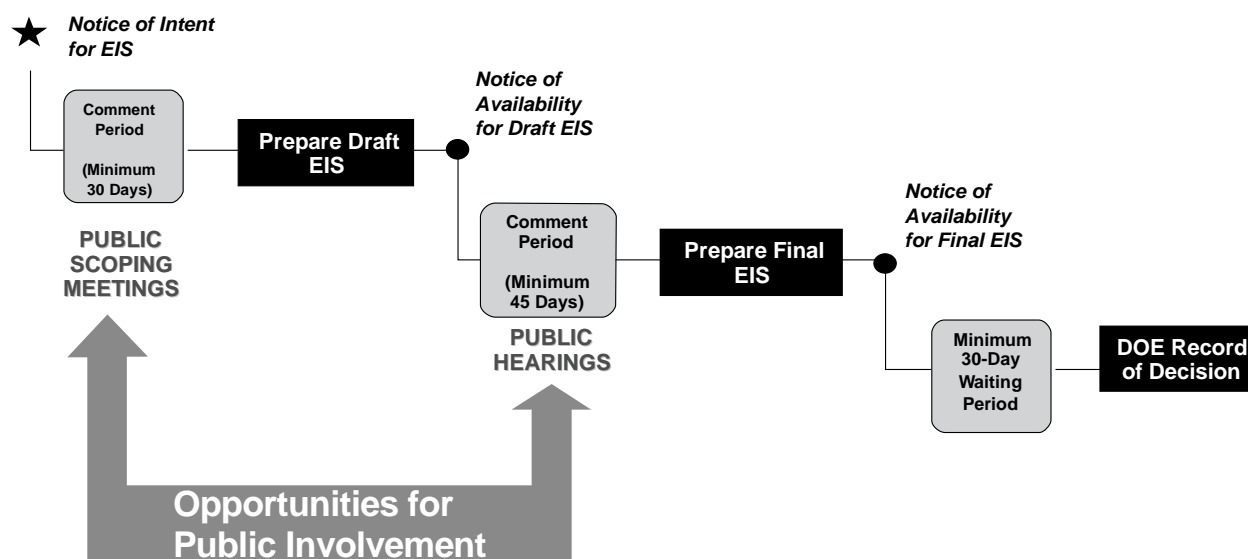 Notice of Intent
for EIS
Comment
Period
(Minimum
30 Days)
PUBLIC
SCOPING
MEETINGS
Prepare Draft
EIS
Notice of
Availability
for Draft EIS
Comment
Period
(Minimum
45 Days)
PUBLIC
HEARINGS
Prepare Final
EIS
Notice of
Availability
for Final EIS
Minimum
30-Day
Waiting
Period
DOE Record
of Decision
Opportunities for
Public Involvement